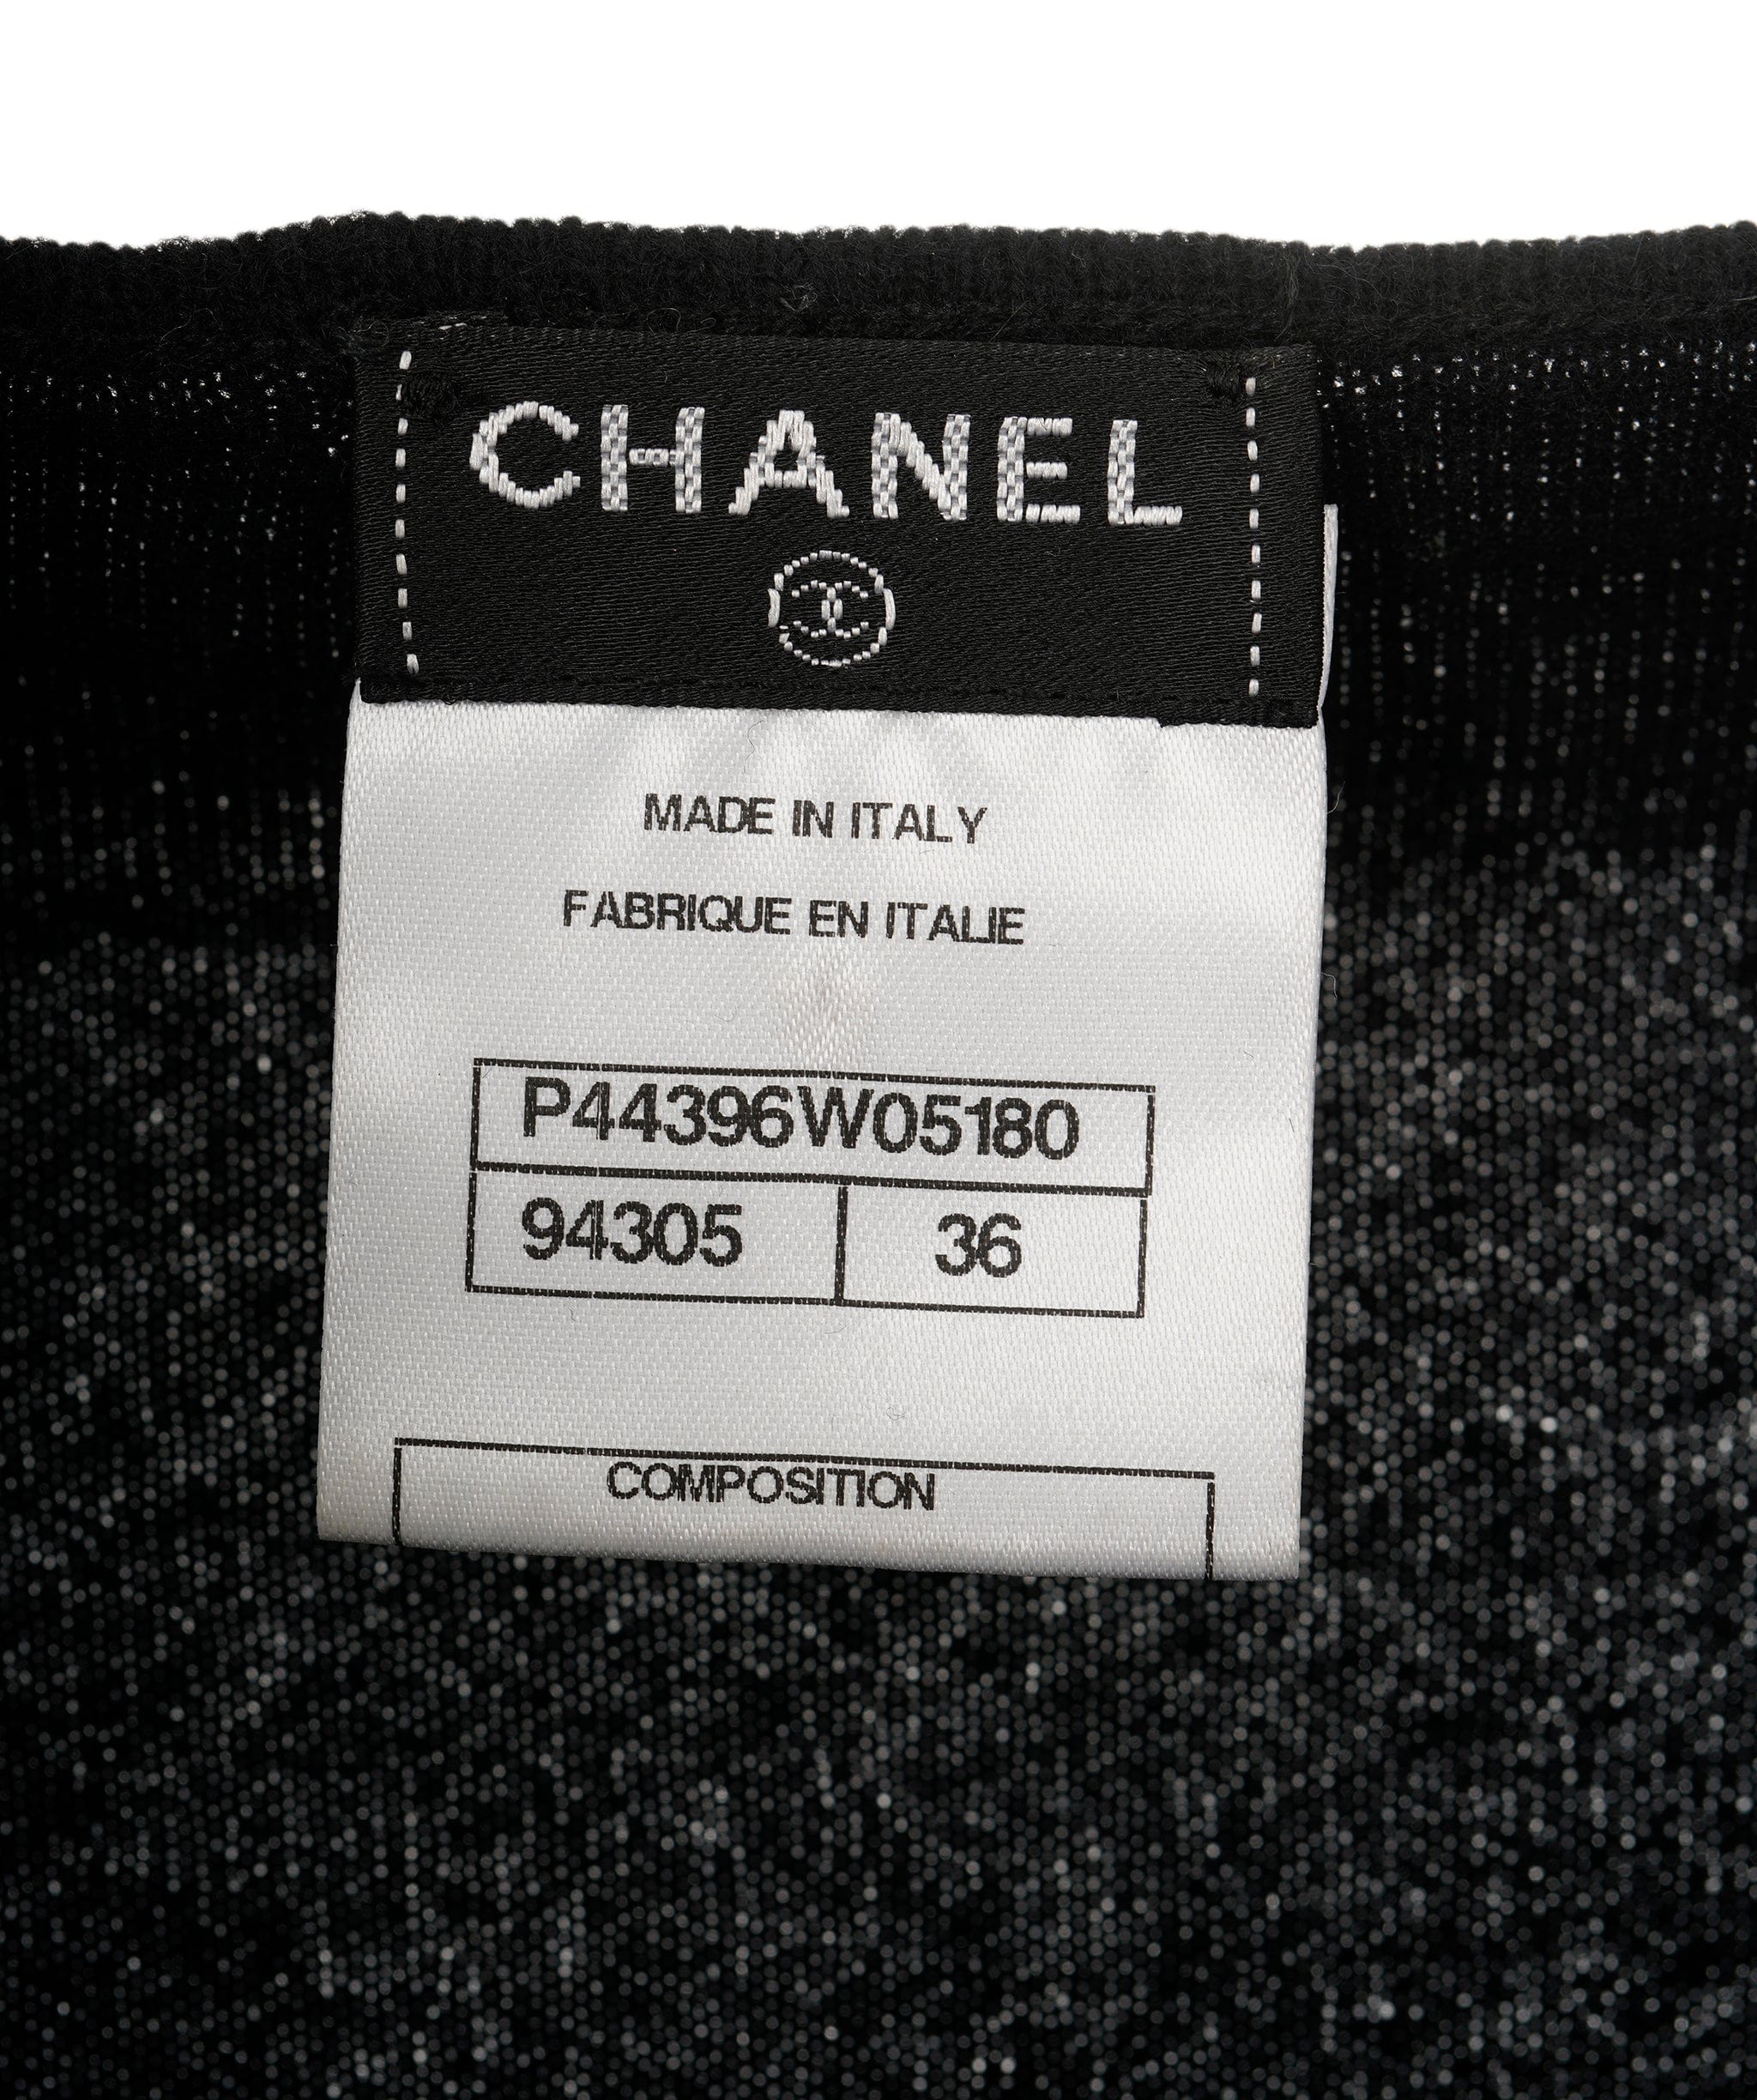 CHANEL
MADE IN ITALY
FABRIQUE EN ITALIE
P44396W05180
94305 36
COMPOSITION